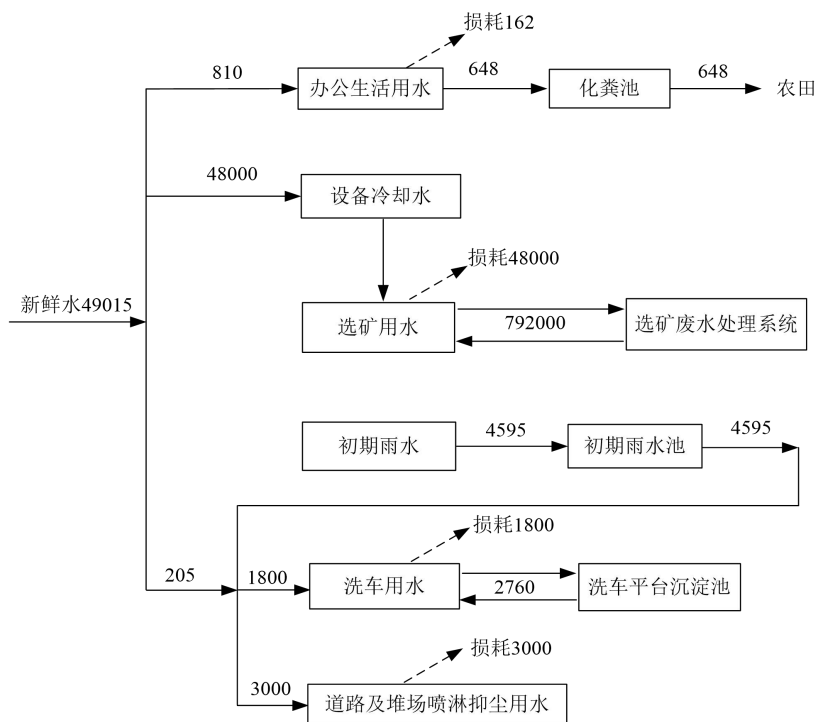 损耗162
810
办公生活用水
648
化粪池
648
农田
48000
设备冷却水
损耗48000
新鲜水49015
选矿用水
792000
选矿废水处理系统
初期雨水
4595
初期雨水池
4595
损耗1800
205
1800
洗车用水
2760
洗车平台沉淀池
损耗3000
3000
道路及堆场喷淋抑尘用水